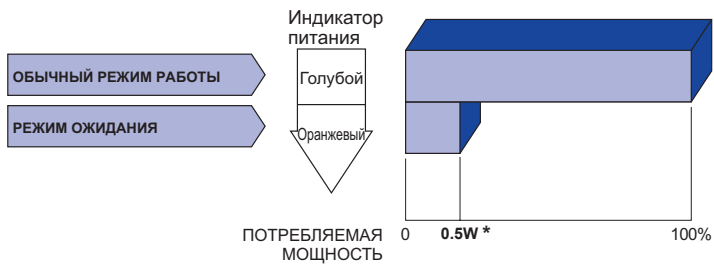 Индикатор
питания
ОБЫЧНЫЙ РЕЖИМ РАБОТЫ
Голубой
РЕЖИМ ОЖИДАНИЯ
Оранжевый
ПОТРЕБЛЯЕМАЯ
МОЩНОСТЬ
0 0.5W * 100%